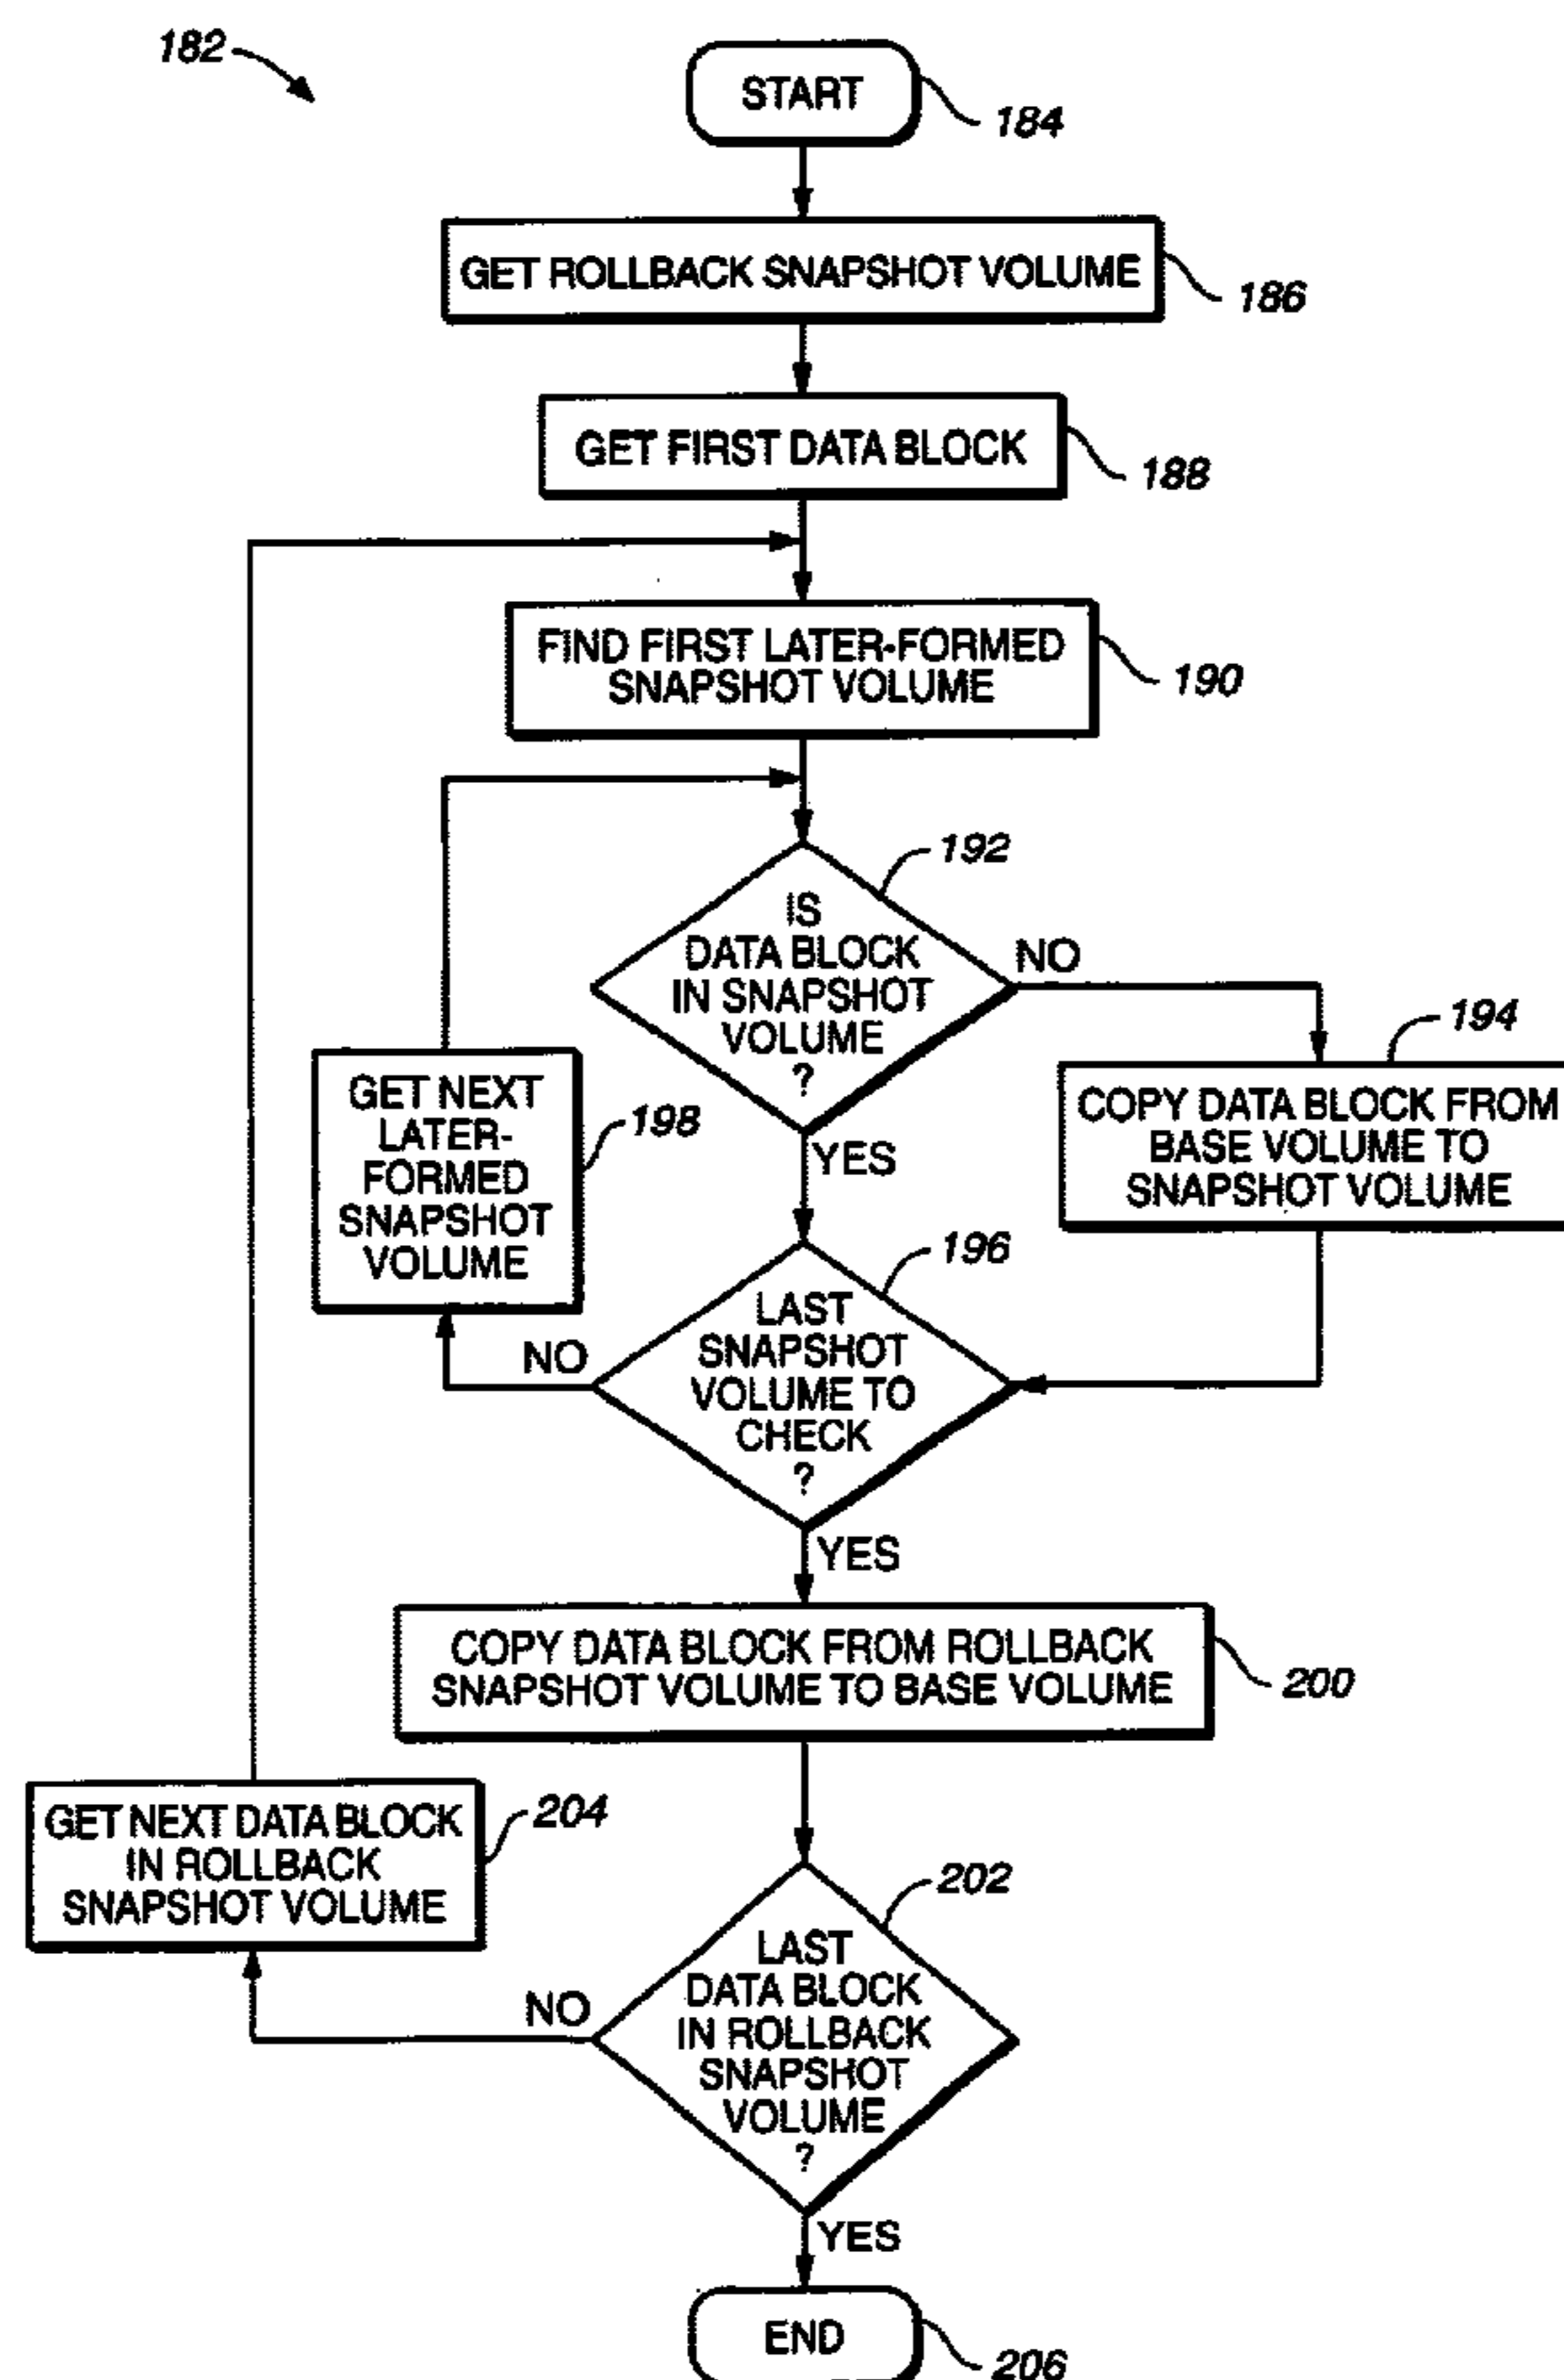 182
START
184
GET ROLLBACK SNAPSHOT VOLUME
186
GET FIRST DATA BLOCK
188
FIND FIRST LATER-FORMED
SNAPSHOT VOLUME
190
192
IS
DATA BLOCK
IN SNAPSHOT
VOLUME
?
NO
YES
194
COPY DATA BLOCK FROM
BASE VOLUME TO
SNAPSHOT VOLUME
GET NEXT
LATER-
FORMED
SNAPSHOT
VOLUME
198
196
LAST
SNAPSHOT
VOLUME TO
CHECK
?
NO
YES
COPY DATA BLOCK FROM ROLLBACK
SNAPSHOT VOLUME TO BASE VOLUME
200
GET NEXT DATA BLOCK
IN ROLLBACK
SNAPSHOT VOLUME
204
202
LAST
DATA BLOCK
IN ROLLBACK
SNAPSHOT
VOLUME
?
NO
YES
END
206